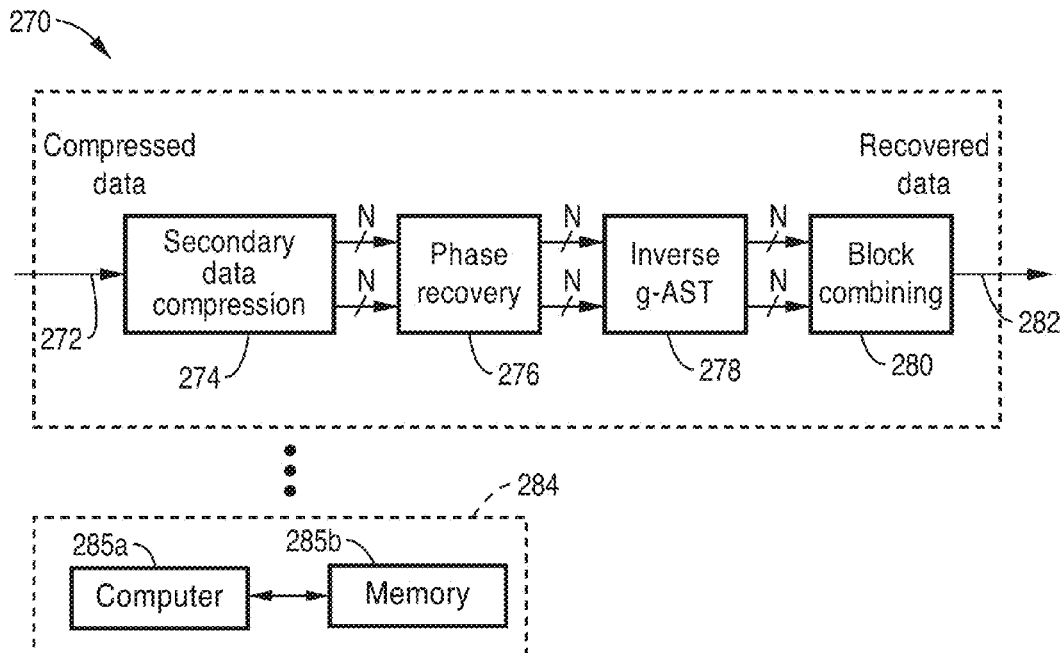 270
Compressed
data
Recovered
data
N
N
N
Secondary
data
compression
Phase
recovery
Inverse
g-AST
Block
combining
N
N
N
272
274
276
278
280
282
284
285a
285b
Computer
Memory